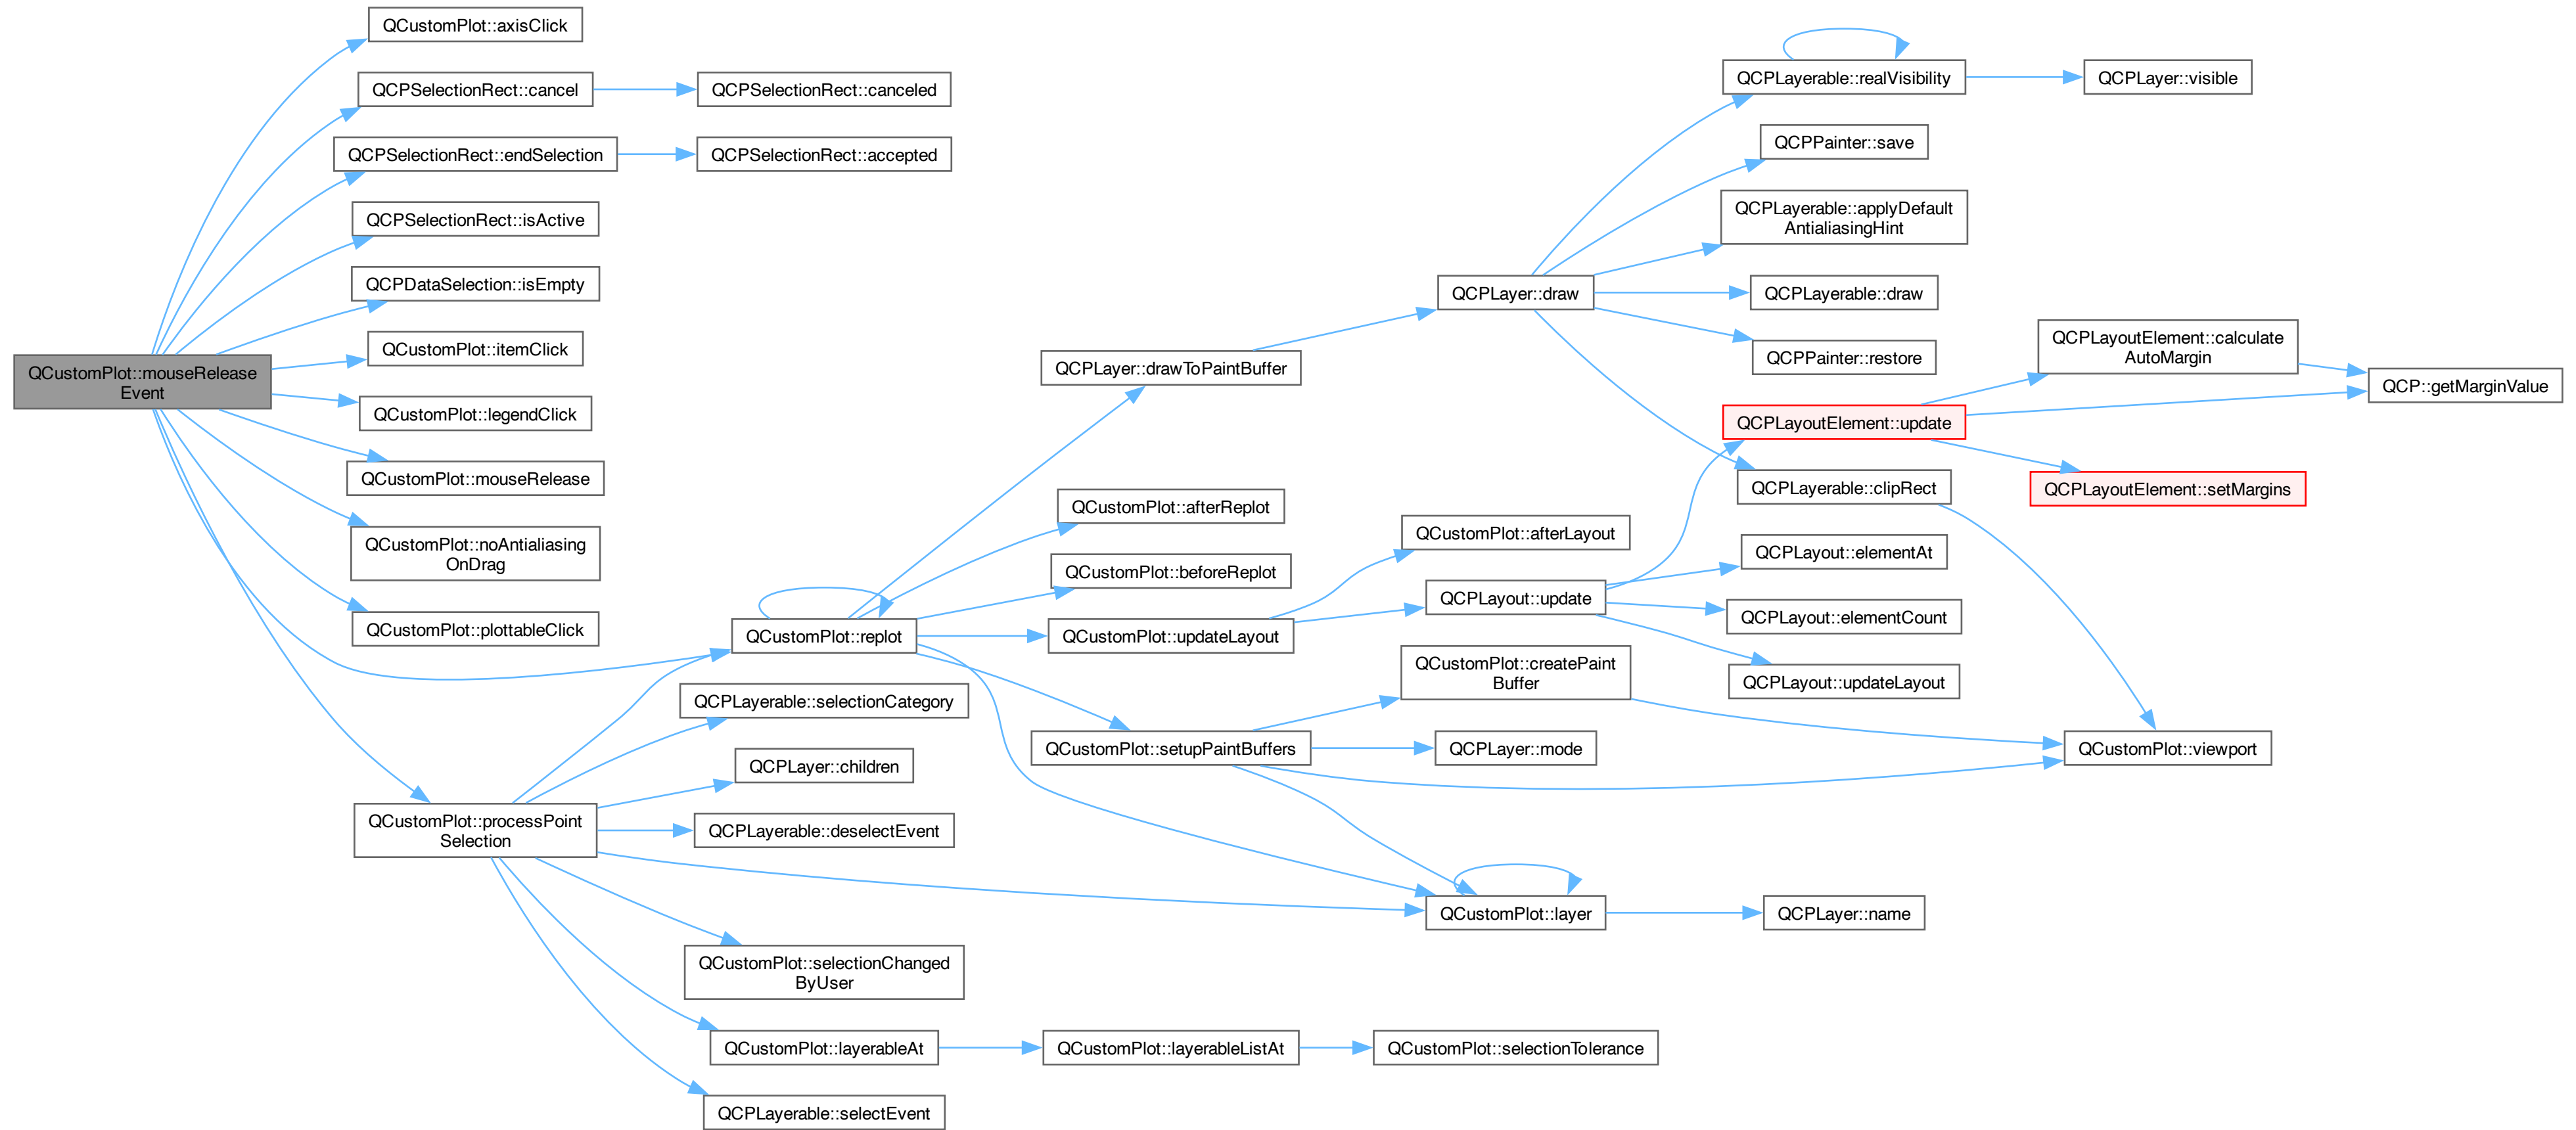 QCustomPlot::mouseRelease
Event
QCustomPlot::axisClick
QCPSelectionRect::cancel
QCPSelectionRect::canceled
QCPSelectionRect::endSelection
QCPSelectionRect::accepted
QCPSelectionRect::isActive
QCPDataSelection::isEmpty
QCustomPlot::itemClick
QCustomPlot::legendClick
QCustomPlot::mouseRelease
QCustomPlot::noAntialiasing
OnDrag
QCustomPlot::plottableClick
QCustomPlot::processPoint
Selection
QCustomPlot::replot
QCPLayerable::selectionCategory
QCPLayer::children
QCPLayerable::deselectEvent
QCustomPlot::selectionChanged
ByUser
QCustomPlot::layerableAt
QCPLayerable::selectEvent
QCPLayer::drawToPaintBuffer
QCustomPlot::afterReplot
QCustomPlot::beforeReplot
QCustomPlot::updateLayout
QCustomPlot::setupPaintBuffers
QCustomPlot::layerableListAt
QCustomPlot::selectionTolerance
QCPLayer::draw
QCustomPlot::afterLayout
QCPLayout::update
QCustomPlot::createPaint
Buffer
QCPLayer::mode
QCustomPlot::layer
QCPLayer::name
QCPLayerable::realVisibility
QCPLayer::visible
QCPPainter::save
QCPLayerable::applyDefault
AntialiasingHint
QCPLayerable::draw
QCPPainter::restore
QCPLayoutElement::update
QCPLayerable::clipRect
QCPLayout::elementAt
QCPLayout::elementCount
QCPLayout::updateLayout
QCPLayoutElement::calculate
AutoMargin
QCP::getMarginValue
QCPLayoutElement::setMargins
QCustomPlot::viewport